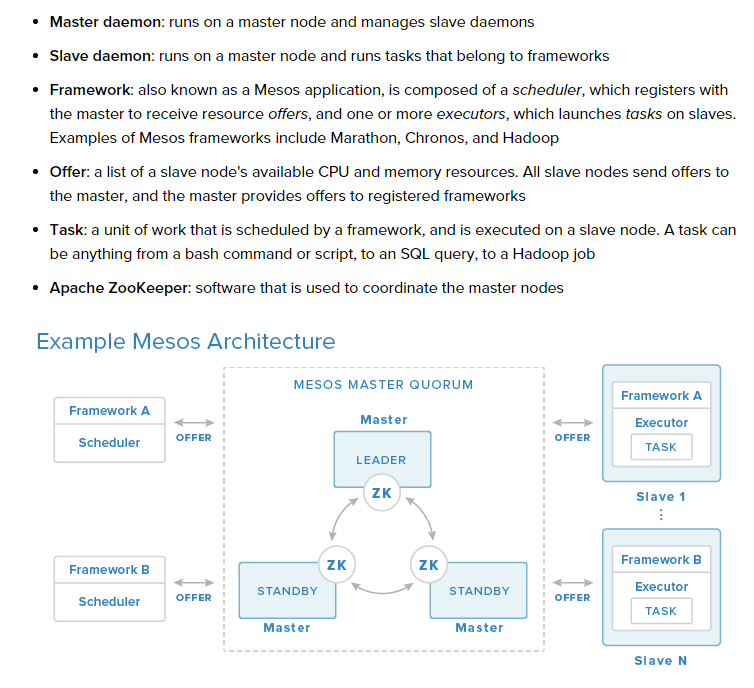 Master daemon: runs on a master node and manages slave daemons
Slave daemon: runs on a master node and runs tasks that belong to frameworks
Framework: also known as a Mesos application, is composed of a scheduler, which registers with
the master to receive resource offers, and one or more executors, which launches tasks on slaves.
Examples of Mesos frameworks include Marathon, Chronos, and Hadoop
Offer: a list of a slave node's available CPU and memory resources. All slave nodes send offers to
the master, and the master provides offers to registered frameworks
Task: a unit of work that is scheduled by a framework, and is executed on a slave node. A task can
be anything from a bash command or script, to an SQL query, to a Hadoop job
Apache ZooKeeper: software that is used to coordinate the master nodes
Example Mesos Architecture
MESOS MASTER QUORUM
Framework A
Scheduler
OFFER
Master
LEADER
ZK
OFFER
Framework A
Executor
TASK
Slave 1
Framework B
Scheduler
OFFER
ZK
STANDBY
Master
ZK
STANDBY
Master
OFFER
Framework B
Executor
TASK
Slave N